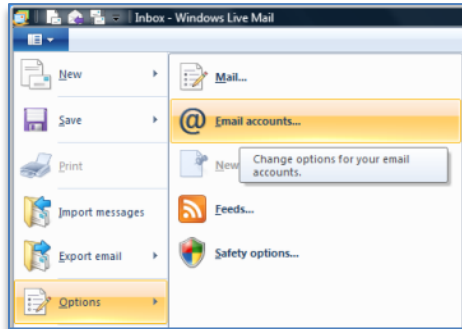 Inbox - Windows Live Mail
New
Save
Print
Import messages
Export email
Options
Mail...
Email accounts...
New
Change options for your email
accounts.
Feeds...
Safety options...